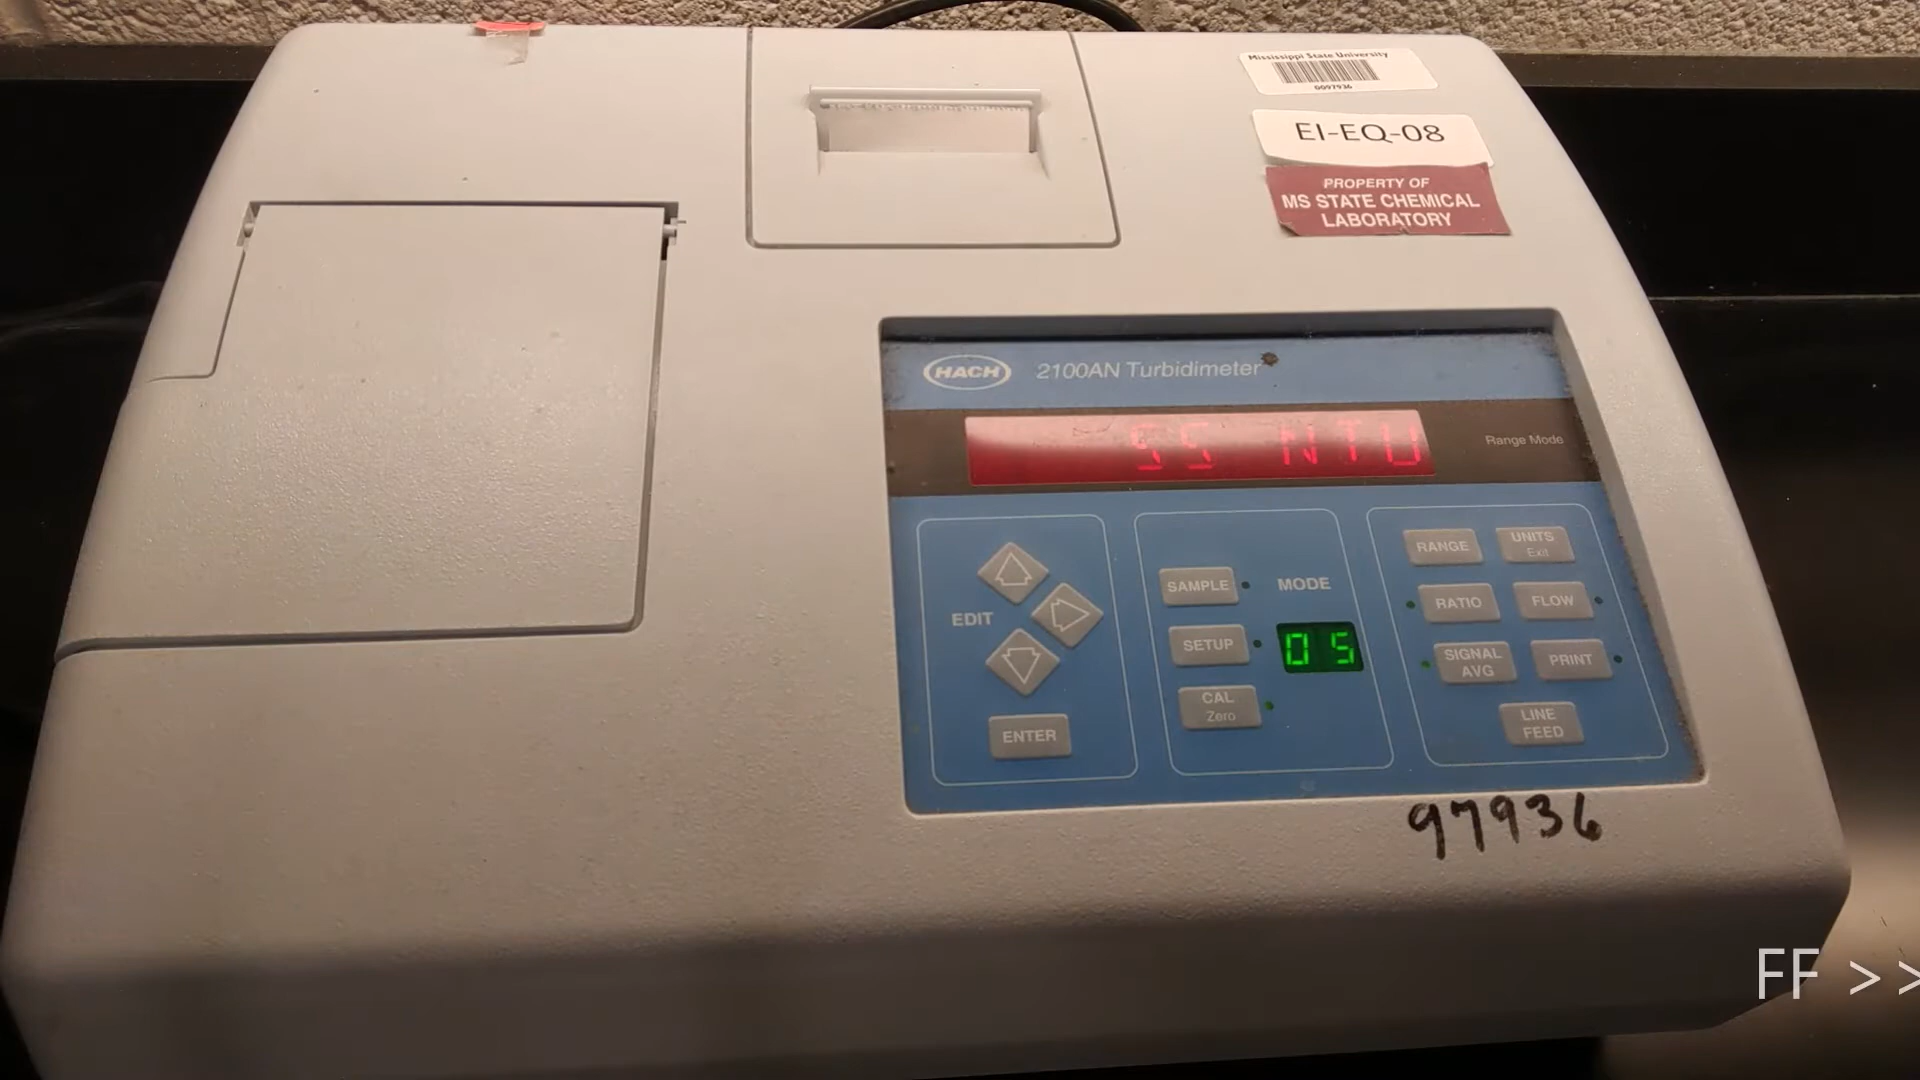 Mississippi State University
0097936
EI-EQ-08
PROPERTY OF
MS STATE CHEMICAL
LABORATORY
HACH 2100AN Turbidimeter
55 NTU
Range Mode
EDIT
ENTER
SAMPLE
MODE
SETUP
05
CAL
Zero
RANGE
UNITS
Exit
RATIO
FLOW
SIGNAL
AVG
PRINT
LINE
FEED
97936
FF >>